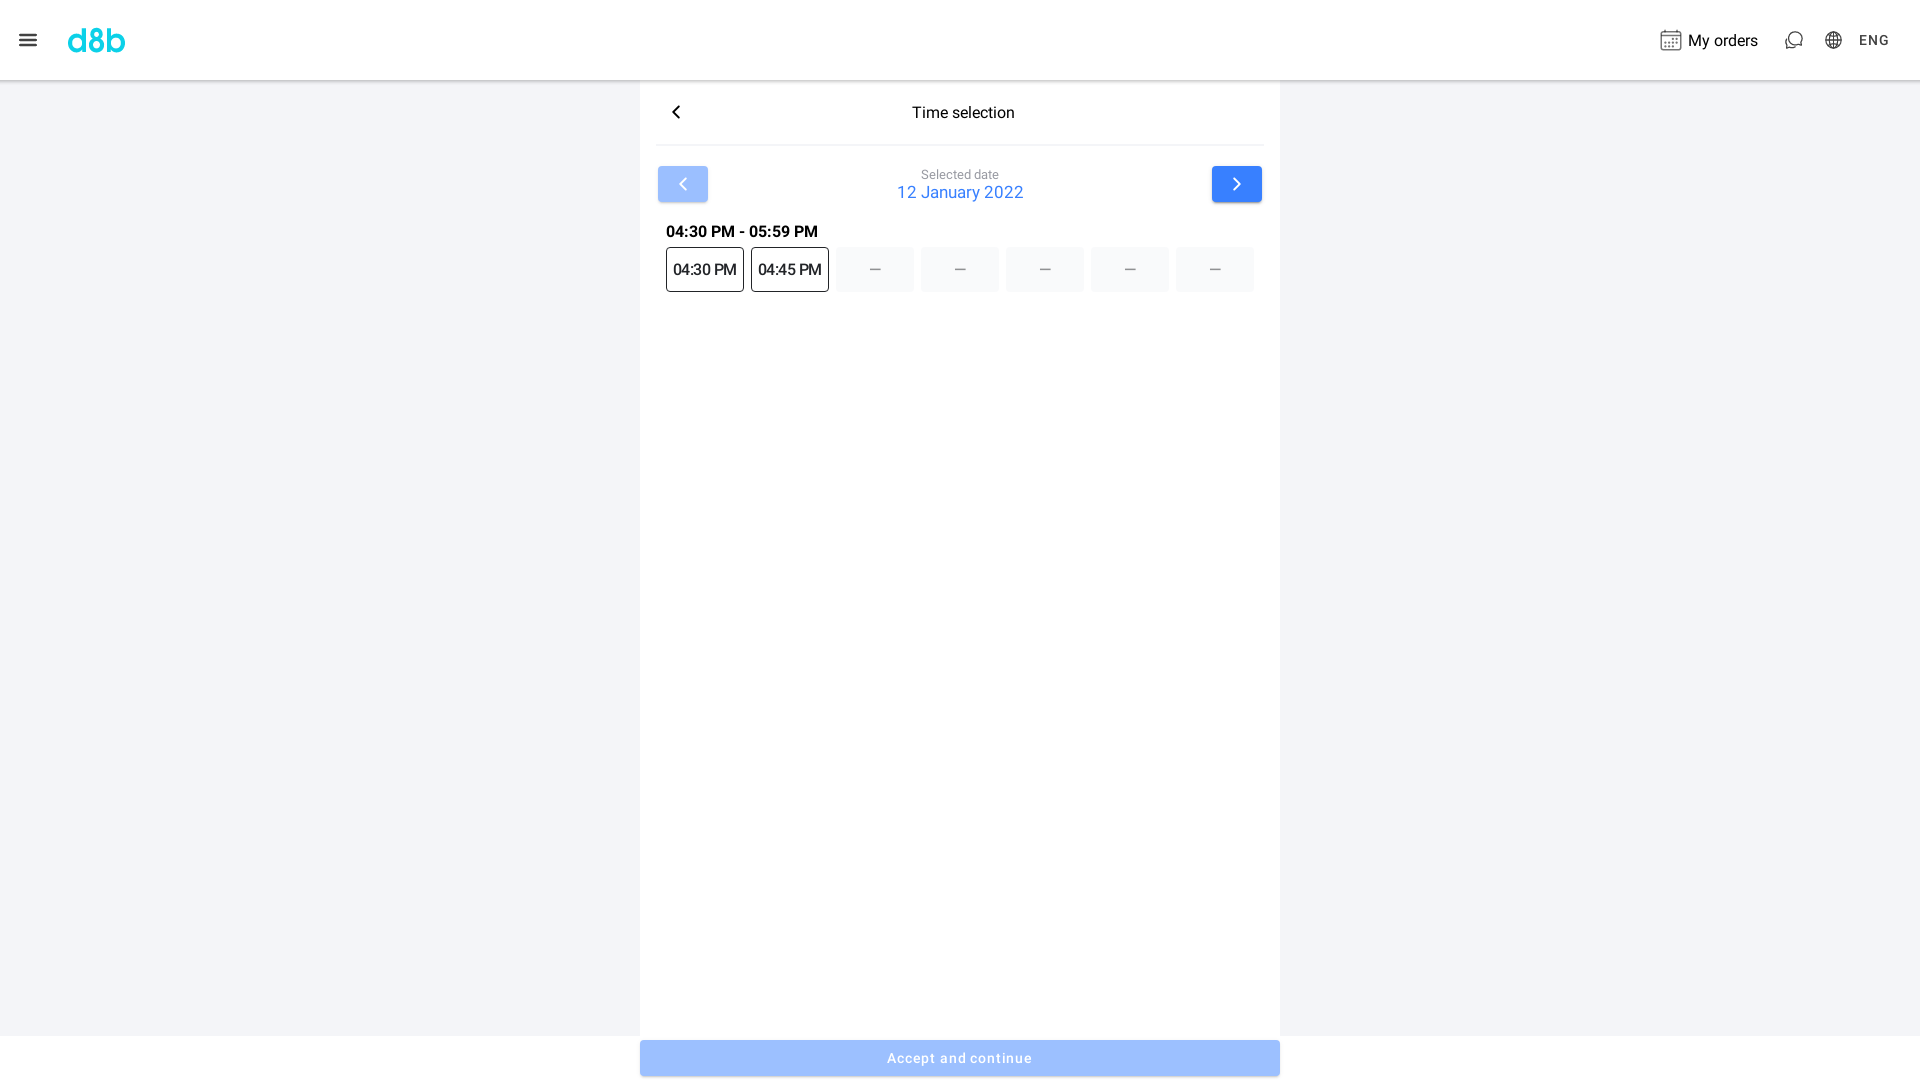 d8b
My orders
ENG
Time selection
Selected date
12 January 2022
04:30 PM - 05:59 PM
04:30 PM 04:45 PM — — — — —
Accept and continue